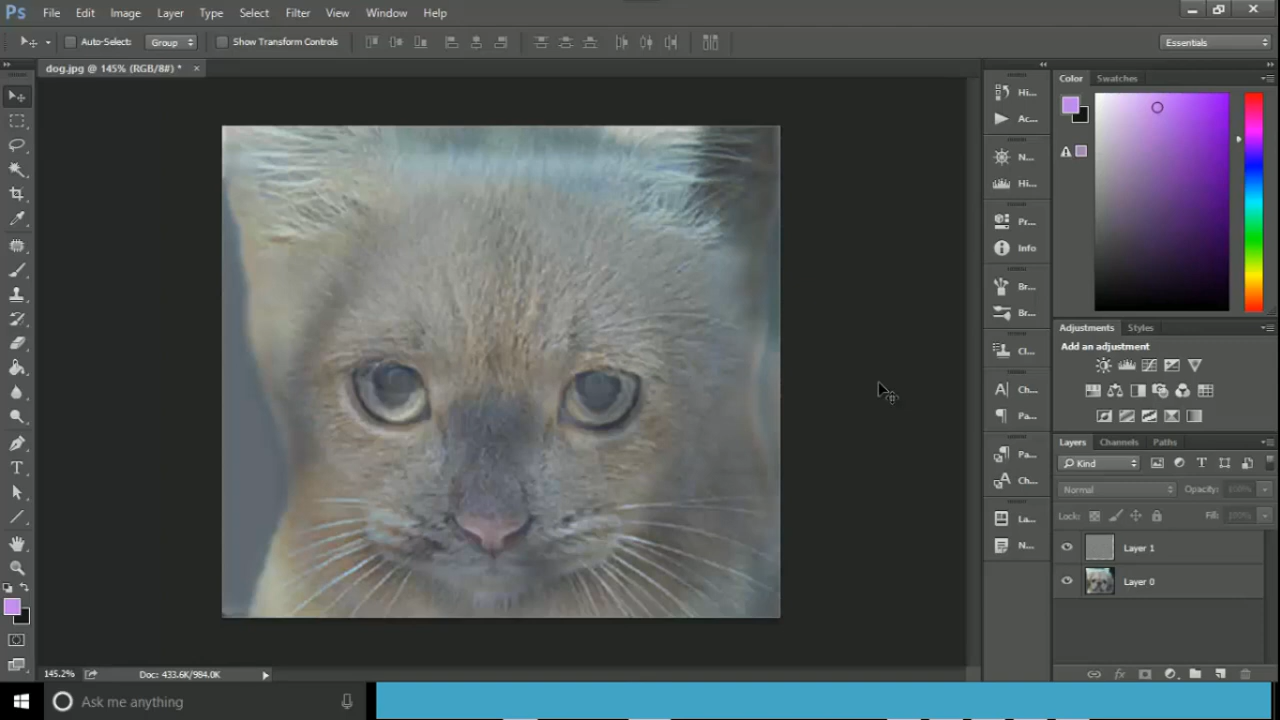 Ps File Edit Image Layer Type Select Filter View Window Help
Auto-Select: Group Show Transform Controls Essentials
dog.jpg @ 145% (RGB/8#) * ×
Color Swatches
Hi...
Ac...
N...
Hi...
Pr...
Info
Br...
Br...
Cl...
Ch...
Pa...
Pa...
Ch...
La...
N...
Adjustments Styles
Add an adjustment
Layers Channels Paths
Kind
Normal Opacity: 100%
Lock: Fill: 100%
Layer 1
Layer 0
145.2% Doc: 433.6K/984.0K
Ask me anything